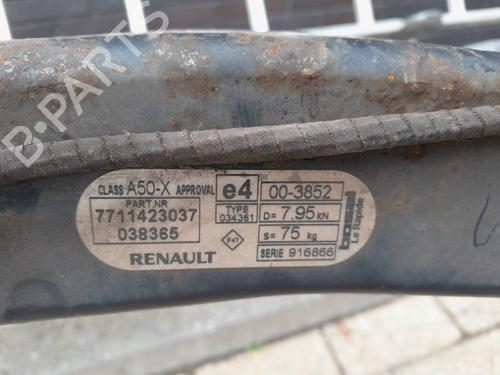 B-PARTS
CLASS A50-X APPROVAL e4 00-3852
PART.NR
7711423037
TYPE
034361
D= 7.95 kN
038365
F47
S= 75 kg
RENAULT
SERIE 916866
bosal
Le Rapide